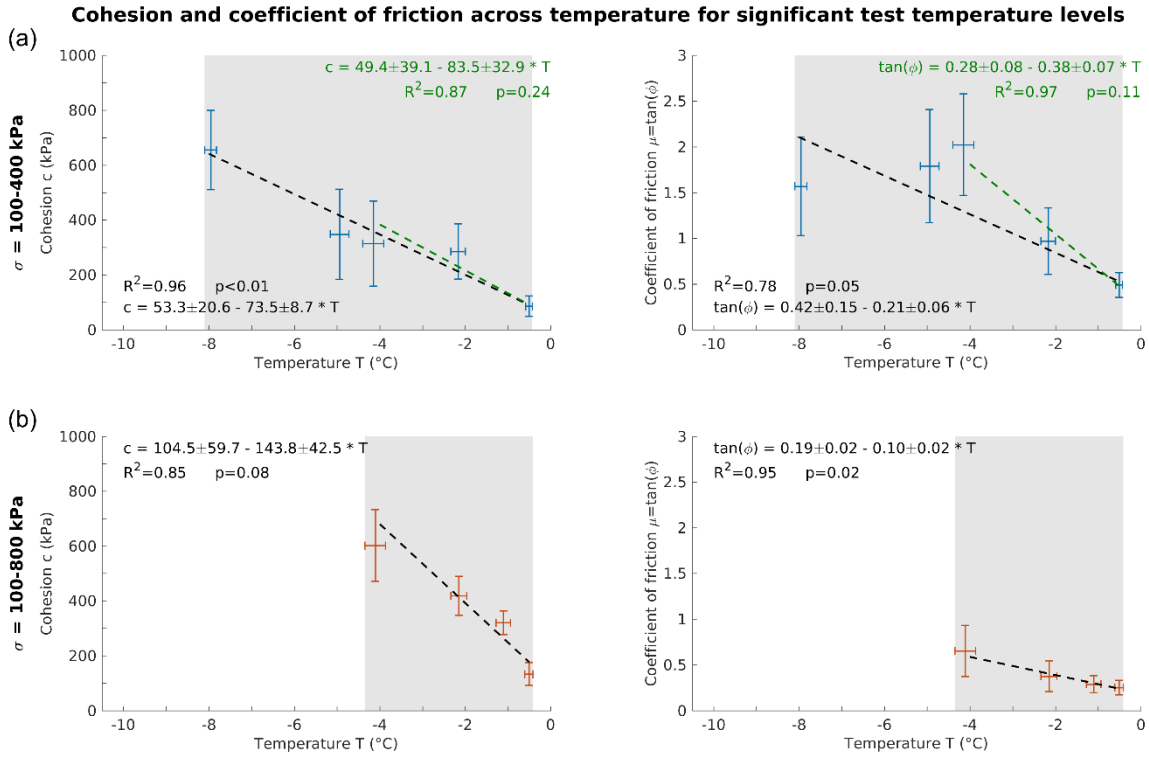 Cohesion and coefficient of friction across temperature for significant test temperature levels
(a)
σ = 100-400 kPa
Cohesion c (kPa)
1000
800
600
400
200
0
c = 49.4±39.1 - 83.5±32.9 * T
R²=0.87 p=0.24
R²=0.96 p<0.01
c = 53.3±20.6 - 73.5±8.7 * T
-10 -8 -6 -4 -2 0
Temperature T (°C)
Coefficient of friction μ=tan(ϕ)
3
2.5
2
1.5
1
0.5
0
tan(ϕ) = 0.28±0.08 - 0.38±0.07 * T
R²=0.97 p=0.11
R²=0.78 p=0.05
tan(ϕ) = 0.42±0.15 - 0.21±0.06 * T
-10 -8 -6 -4 -2 0
Temperature T (°C)
(b)
σ = 100-800 kPa
Cohesion c (kPa)
1000
800
600
400
200
0
c = 104.5±59.7 - 143.8±42.5 * T
R²=0.85 p=0.08
-10 -8 -6 -4 -2 0
Temperature T (°C)
Coefficient of friction μ=tan(ϕ)
3
2.5
2
1.5
1
0.5
0
tan(ϕ) = 0.19±0.02 - 0.10±0.02 * T
R²=0.95 p=0.02
-10 -8 -6 -4 -2 0
Temperature T (°C)